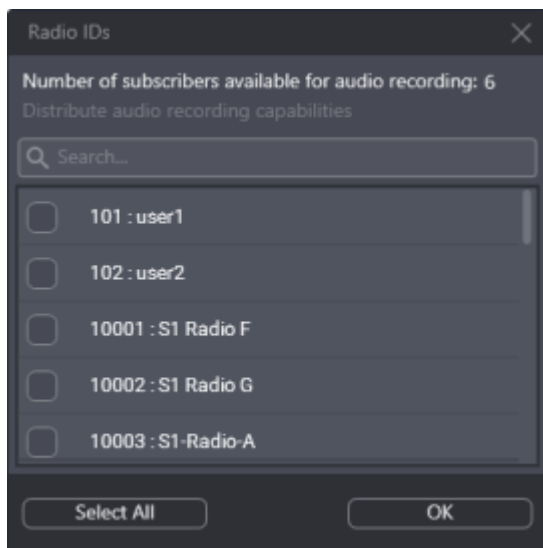 Radio IDs
Number of subscribers available for audio recording: 6
Distribute audio recording capabilities
Search...
101 : user1
102 : user2
10001 : S1 Radio F
10002 : S1 Radio G
10003 : S1-Radio-A
Select All
OK